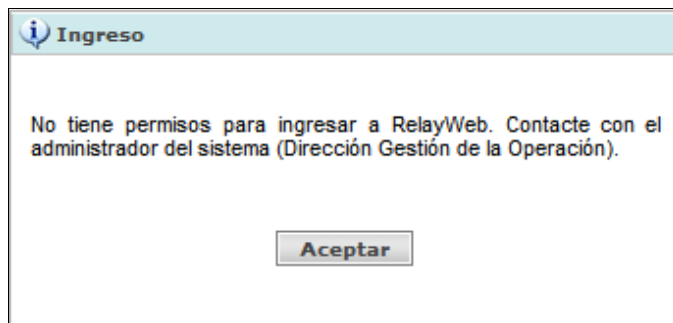 Ingreso
No tiene permisos para ingresar a RelayWeb. Contacte con el
administrador del sistema (Dirección Gestión de la Operación).
Aceptar